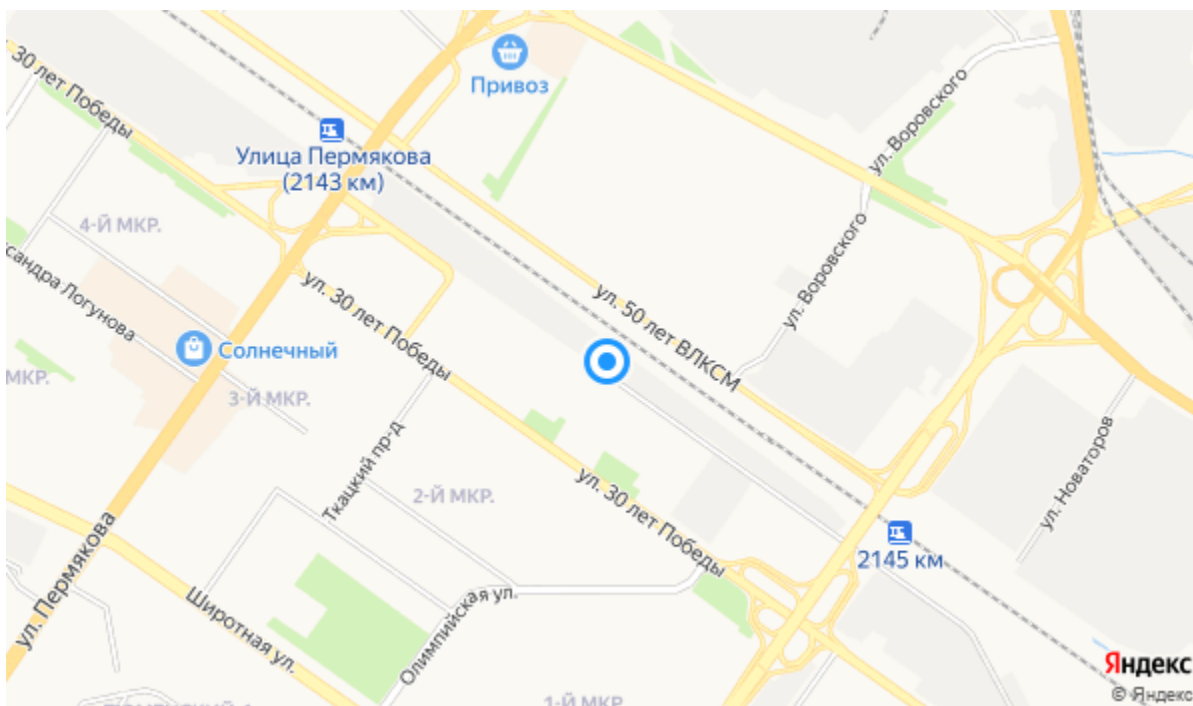 30 лет Победы
Привоз
ул. Воровского
Улица Пермякова
(2143 км)
4-Й МКР.
ул. Воровского
ул. 30 лет Победы
ул. 50 лет ВЛКСМ
сандра Логунова
Солнечный
МКР.
3-Й МКР.
Ткацкий пр-д
2-Й МКР.
ул. 30 лет Победы
ул. Новаторов
2145 км
ул. Пермякова
Широтная ул.
Олимпийская ул.
1-Й МКР.
Яндекс
© Яндекс